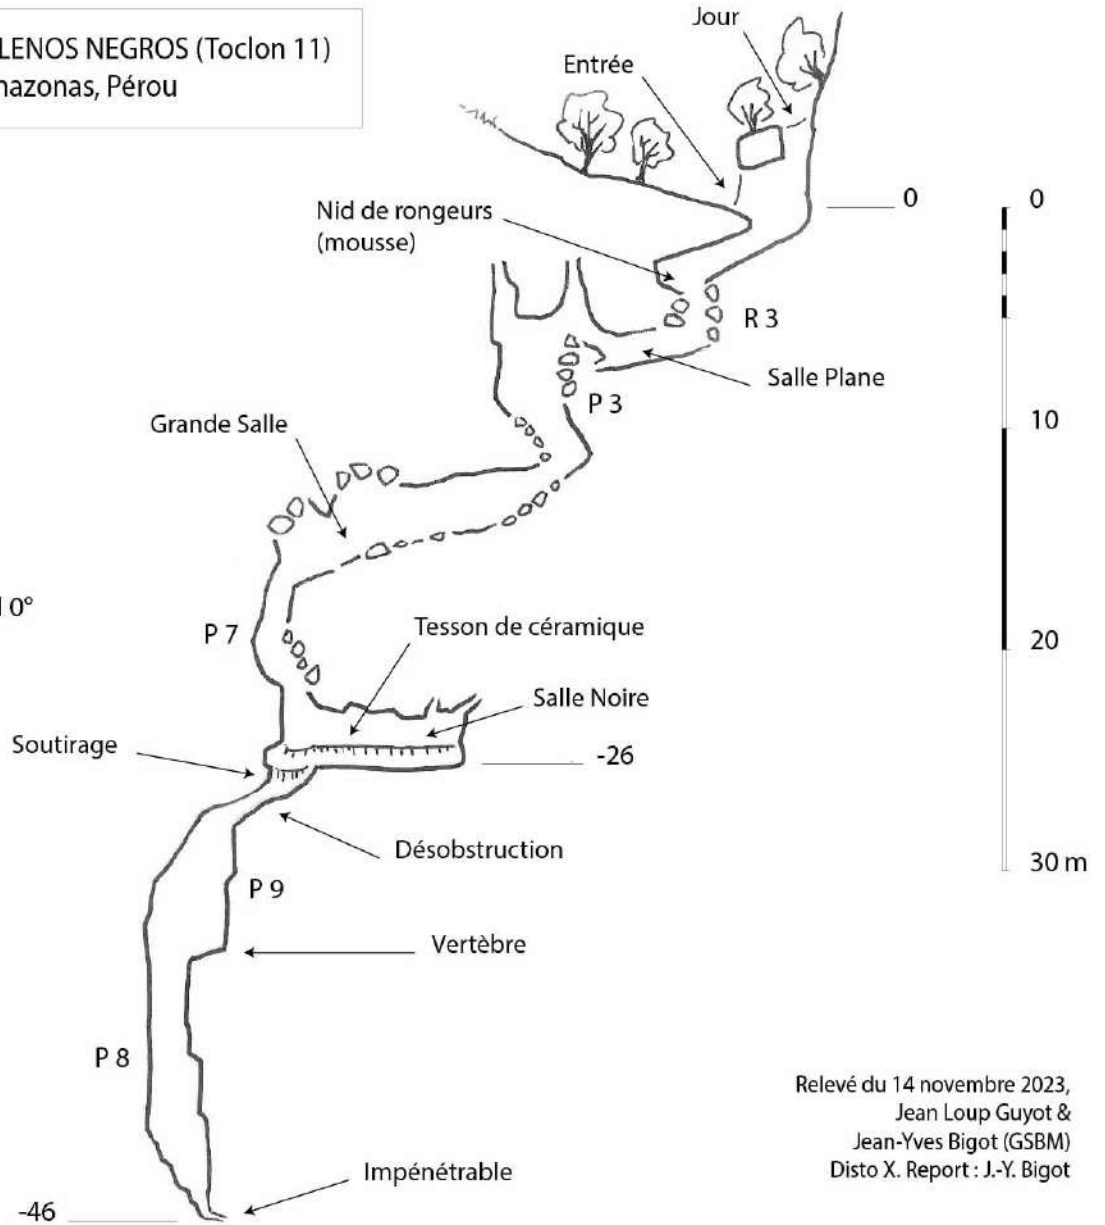 LENOS NEGROS (Toclon 11)
nazonas, Pérou
Jour
Entrée
0
0
Nid de rongeurs
(mousse)
R 3
Salle Plane
P 3
10
Grande Salle
0°
P 7
Tesson de céramique
20
Salle Noire
Soutirage
-26
Désobstruction
30 m
P 9
Vertèbre
P 8
Relevé du 14 novembre 2023,
Jean Loup Guyot &
Jean-Yves Bigot (GSBM)
Disto X. Report : J.-Y. Bigot
Impénétrable
-46